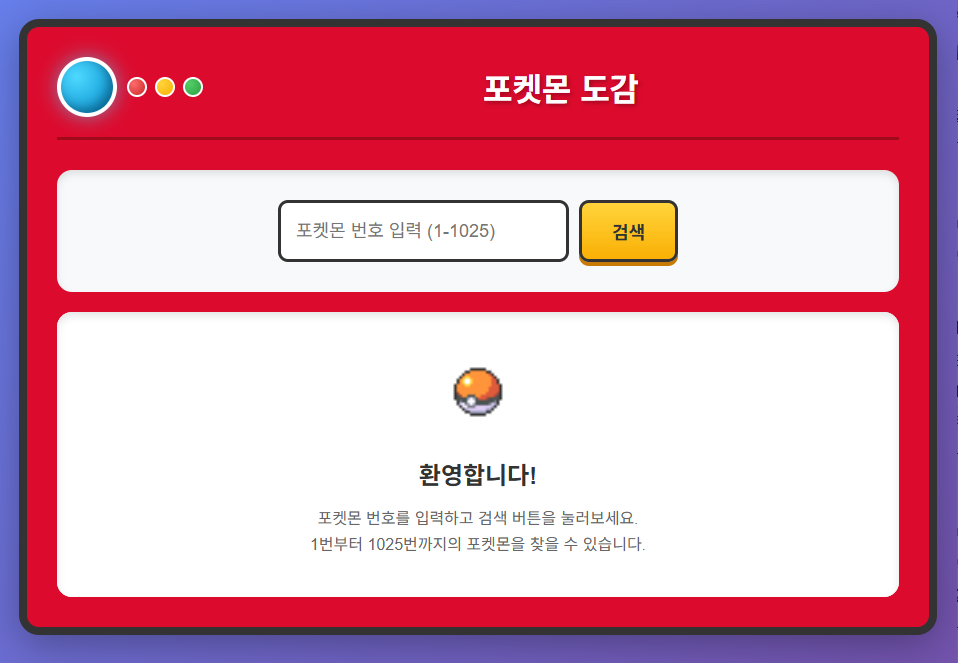 포켓몬 도감
포켓몬 번호 입력 (1-1025)
검색
환영합니다!
포켓몬 번호를 입력하고 검색 버튼을 눌러보세요.
1번부터 1025번까지의 포켓몬을 찾을 수 있습니다.